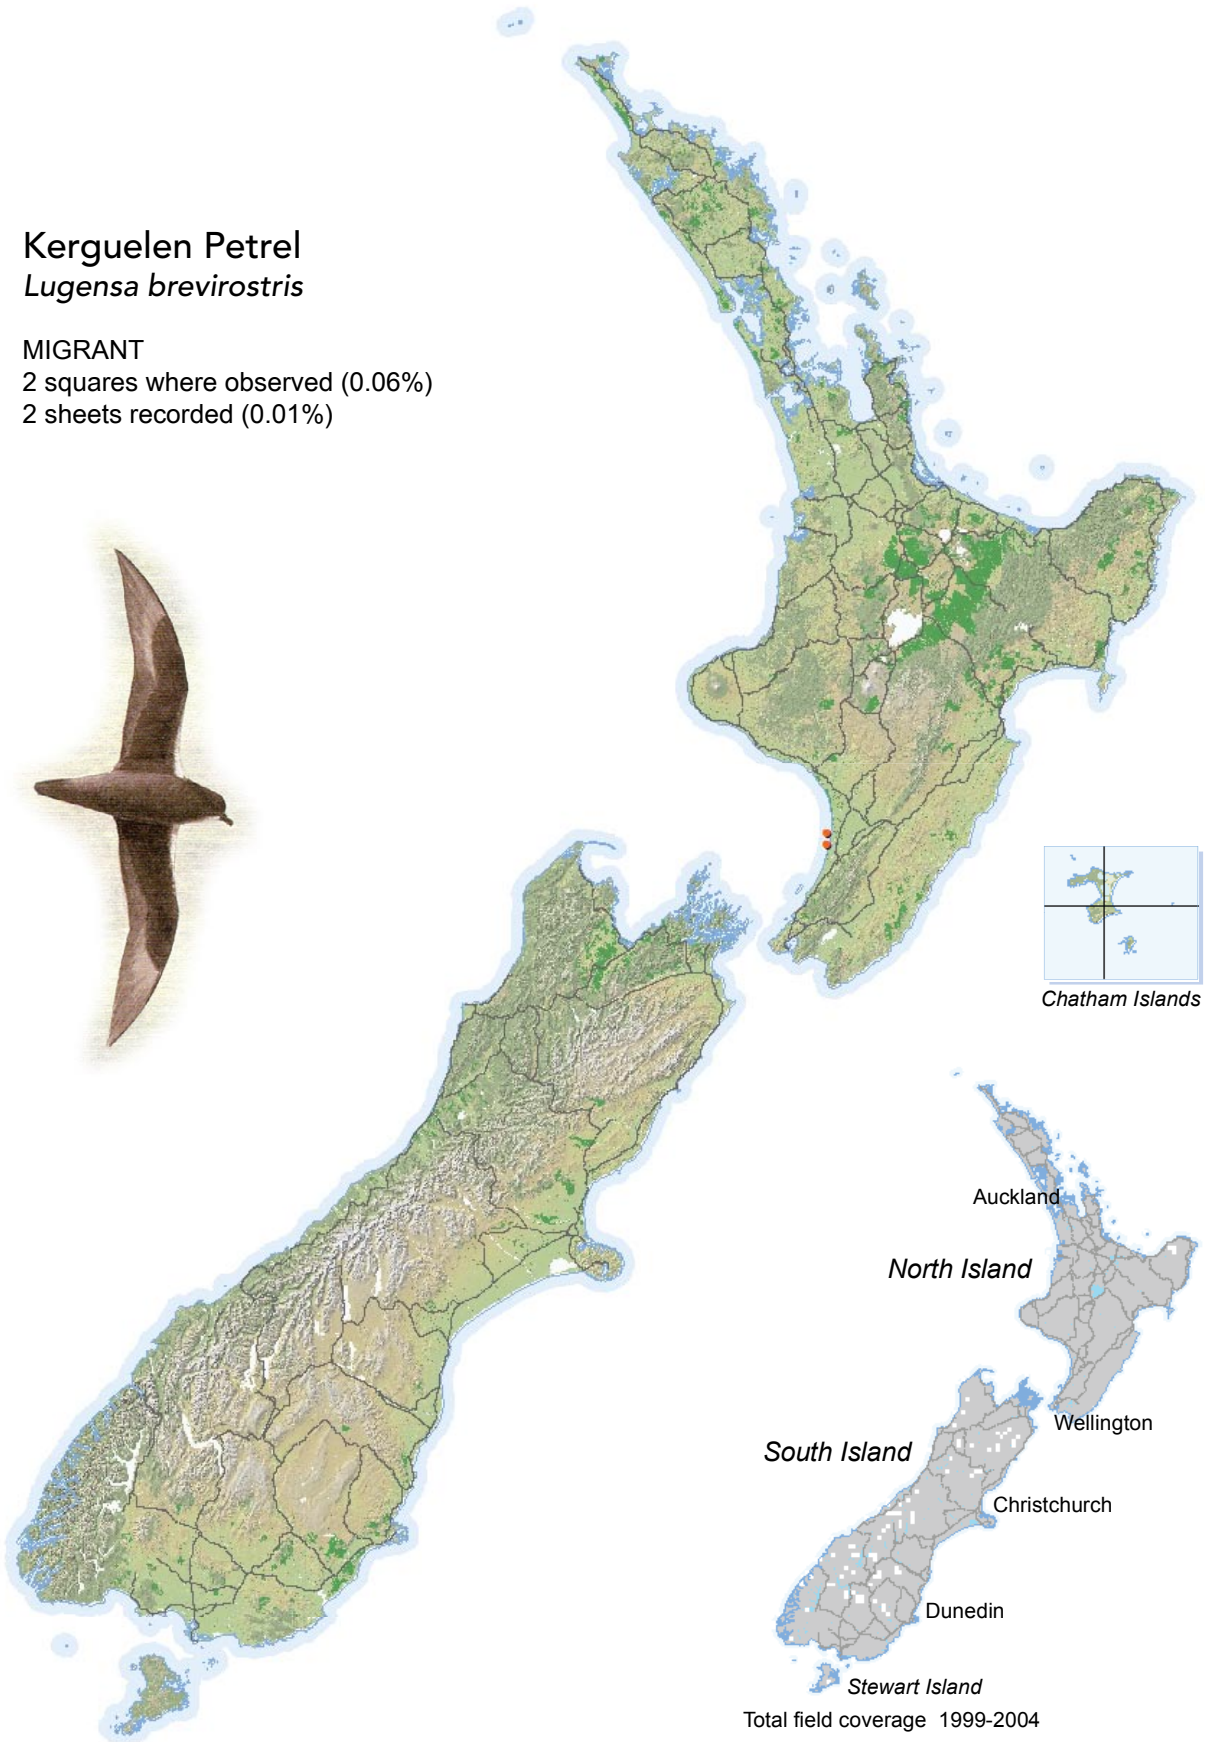 Kerguelen Petrel
Lugensa brevirostris
MIGRANT
2 squares where observed (0.06%)
2 sheets recorded (0.01%)
Chatham Islands
Auckland
North Island
Wellington
South Island
Christchurch
Dunedin
Stewart Island
Total field coverage 1999-2004